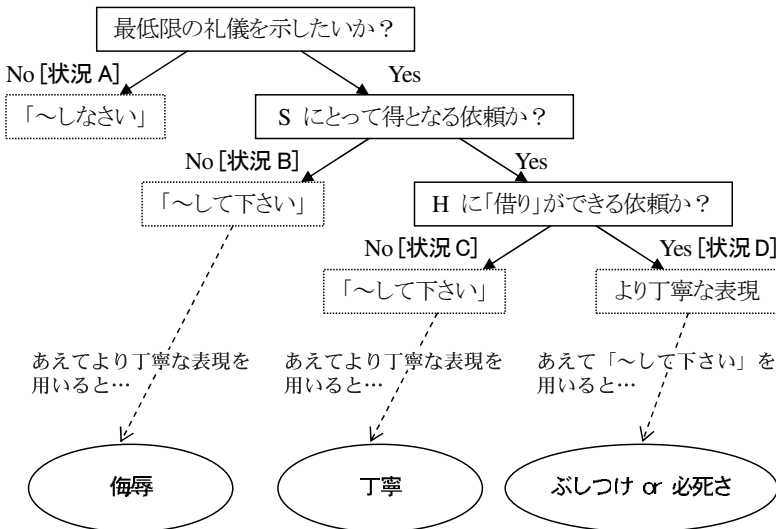 最低限の礼儀を示したいか？
No [状況 A]
Yes
「～しなさい」
S にとって得となる依頼か？
No [状況 B]
Yes
「～して下さい」
H に「借り」ができる依頼か？
No [状況 C]
Yes [状況 D]
「～して下さい」
より丁寧な表現
あえてより丁寧な表現を
用いると…
あえてより丁寧な表現を
用いると…
あえて「～して下さい」を
用いると…
侮辱
丁寧
ぶしつけ or 必死さ